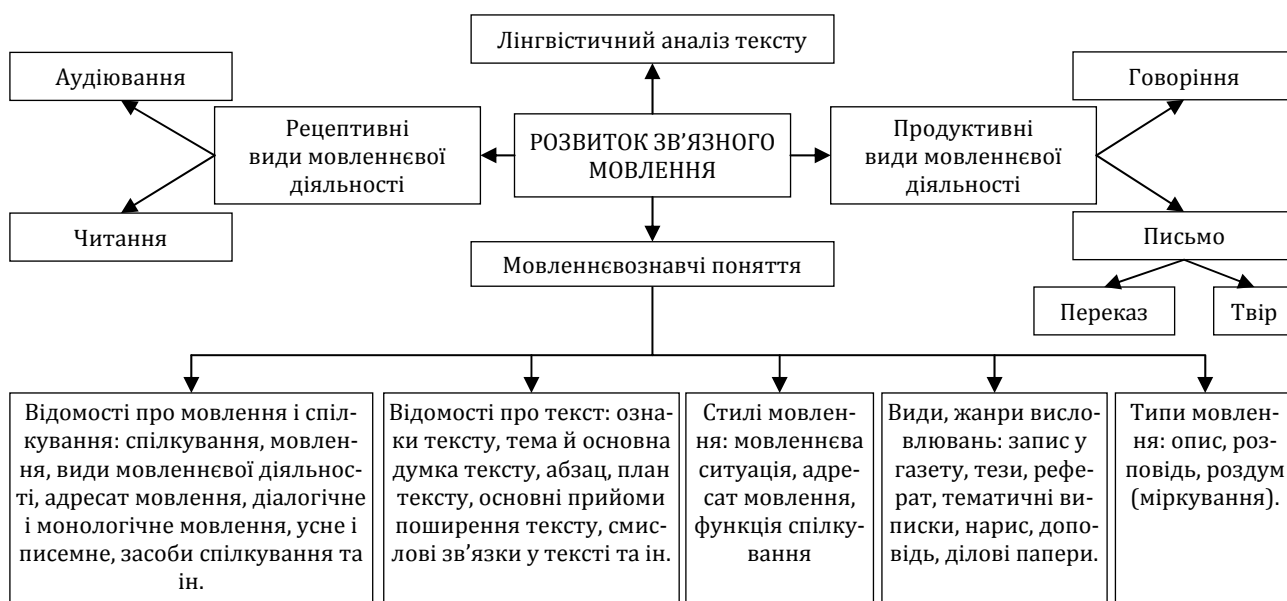 Лінгвістичний аналіз тексту
Аудіювання
Говоріння
Рецептивні
види мовленнєвої
діяльності
РОЗВИТОК ЗВ’ЯЗНОГО
МОВЛЕННЯ
Продуктивні
види мовленнєвої
діяльності
Читання
Письмо
Мовленнєвознавчі поняття
Переказ
Твір
Відомості про мовлення і спіл-
кування: спілкування, мовлен-
ня, види мовленнєвої діяльнос-
ті, адресат мовлення, діалогічне
і монологічне мовлення, усне і
писемне, засоби спілкування та
ін.
Відомості про текст: озна-
ки тексту, тема й основна
думка тексту, абзац, план
тексту, основні прийоми
поширення тексту, смис-
лові зв’язки у тексті та ін.
Стилі мовлен-
ня: мовленнєва
ситуація, адре-
сат мовлення,
функція спілку-
вання
Види, жанри висло-
влювань: запис у
газету, тези, рефе-
рат, тематичні ви-
писки, нарис, допо-
відь, ділові папери.
Типи мовлен-
ня: опис, роз-
повідь, роздум
(міркування).